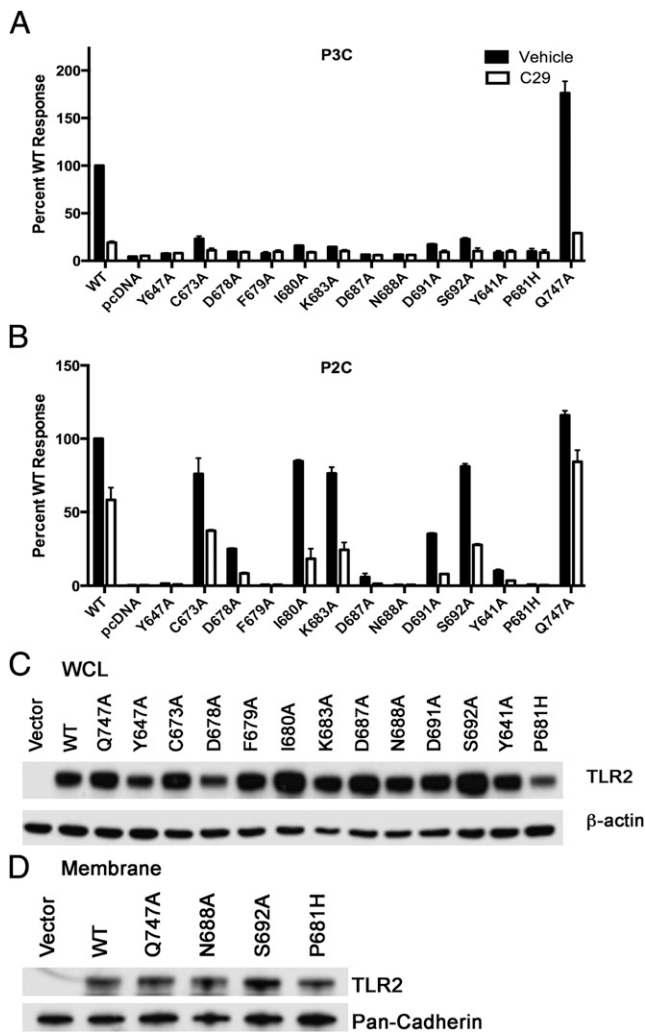 A
P3C
Vehicle
C29
Percent WT Response
200
150
100
50
0
WT pcDNA Y647A C673A D678A F679A I680A K683A D687A N688A D691A S692A Y641A P681H Q747A
B
P2C
Percent WT Response
150
100
50
0
WT pcDNA Y647A C673A D678A F679A I680A K683A D687A N688A D691A S692A Y641A P681H Q747A
C WCL
Vector WT Q747A Y647A C673A D678A F679A I680A K683A D687A N688A D691A S692A Y641A P681H
TLR2
β-actin
D Membrane
Vector WT Q747A N688A S692A P681H
TLR2
Pan-Cadherin